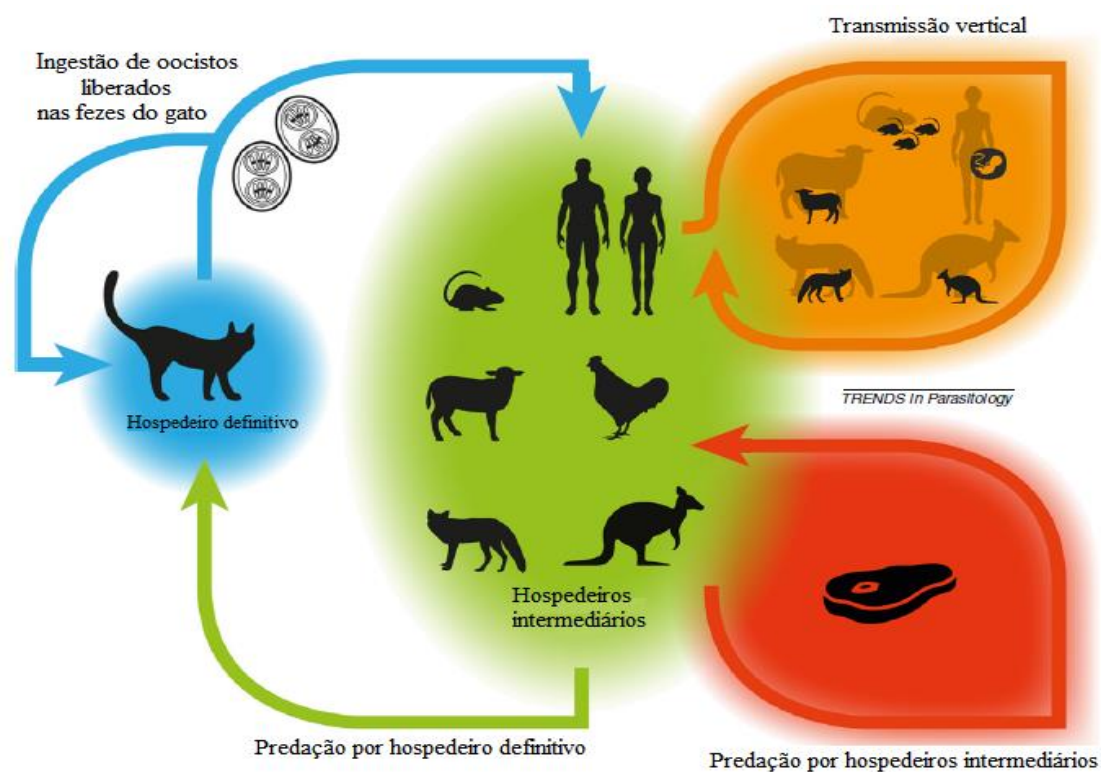 Transmissão vertical
Ingestão de oocistos
liberados
nas fezes do gato
Hospedeiro definitivo
TRENDS in Parasitology
Hospedeiros
intermediários
Predação por hospedeiro definitivo
Predação por hospedeiros intermediários